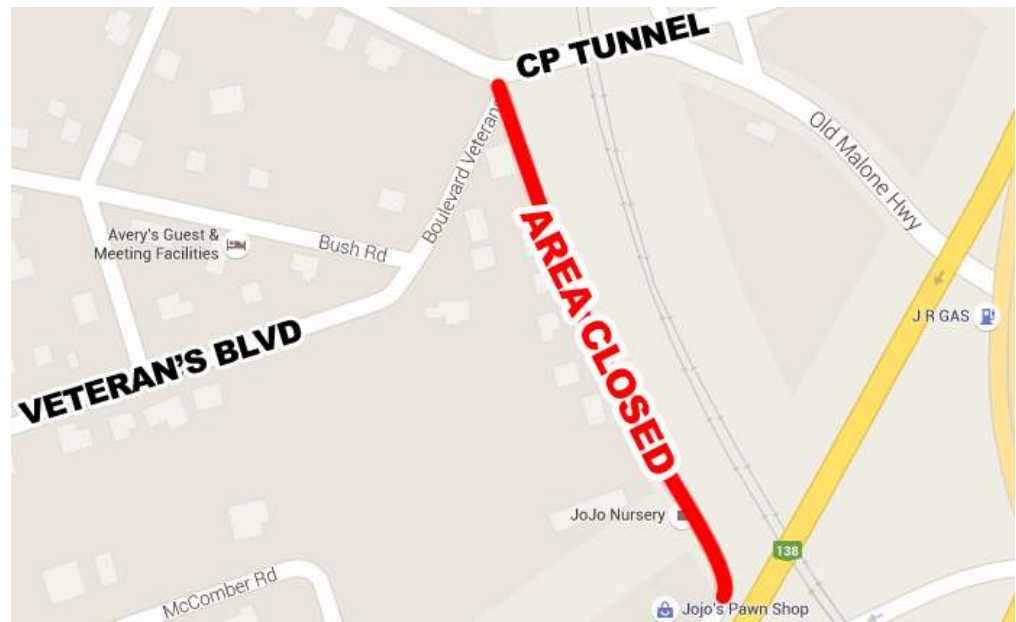 CP TUNNEL
Old Malone Hwy
Boulevard Veterans
Avery's Guest &
Meeting Facilities
Bush Rd
AREA CLOSED
J R GAS
VETERAN'S BLVD
JoJo Nursery
138
McComber Rd
Jojo's Pawn Shop